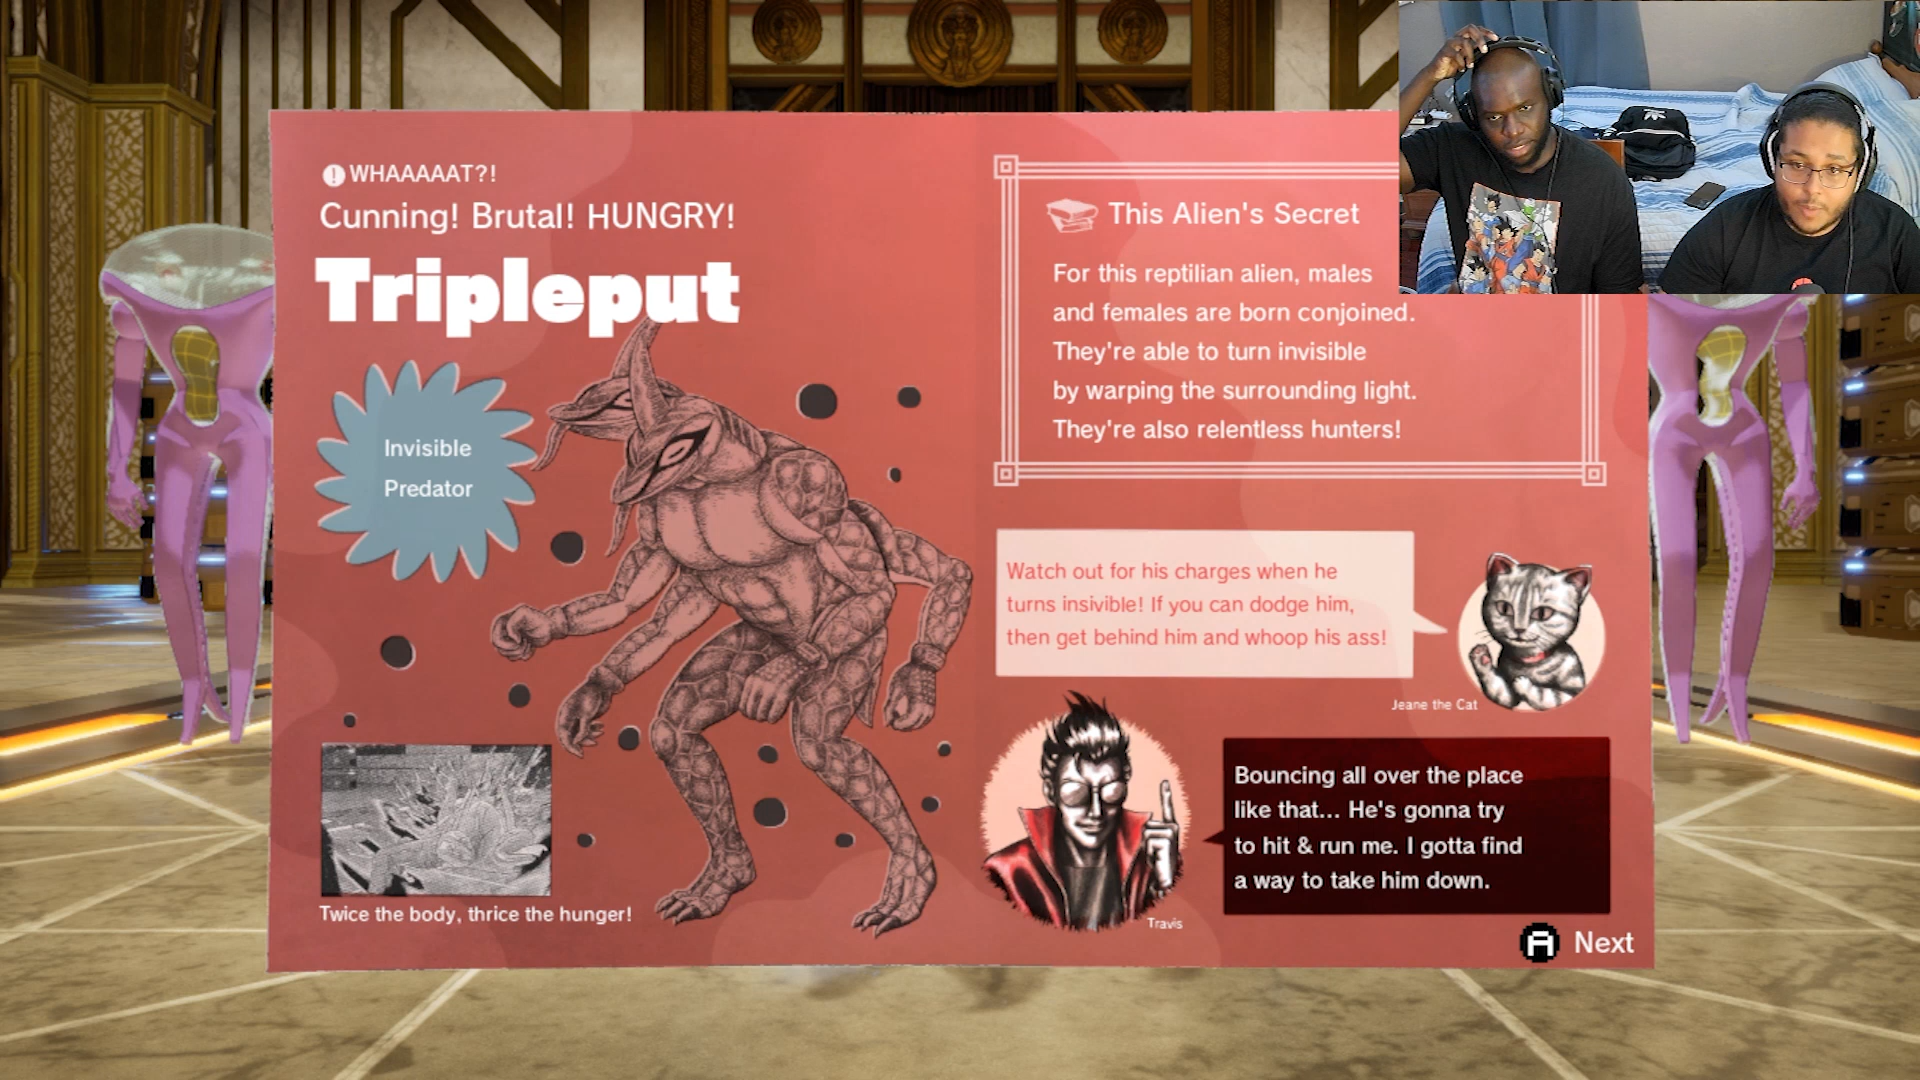 WHAAAAAT?!
Cunning! Brutal! HUNGRY!
Tripleput
Invisible
Predator
Twice the body, thrice the hunger!
This Alien's Secret
For this reptilian alien, males
and females are born conjoined.
They're able to turn invisible
by warping the surrounding light.
They're also relentless hunters!
Watch out for his charges when he
turns insivible! If you can dodge him,
then get behind him and whoop his ass!
Jeane the Cat
Bouncing all over the place
like that... He's gonna try
to hit & run me. I gotta find
a way to take him down.
Travis
A Next